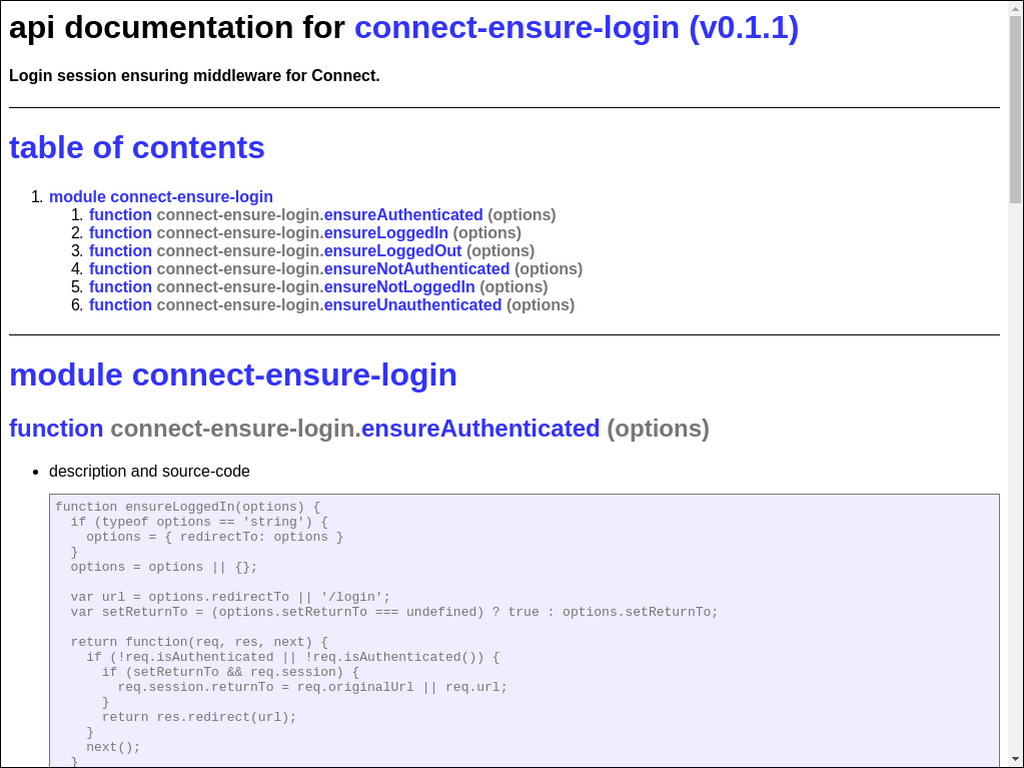 api documentation for connect-ensure-login (v0.1.1)
Login session ensuring middleware for Connect.
table of contents
1. module connect-ensure-login
1. function connect-ensure-login.ensureAuthenticated (options)
2. function connect-ensure-login.ensureLoggedIn (options)
3. function connect-ensure-login.ensureLoggedOut (options)
4. function connect-ensure-login.ensureNotAuthenticated (options)
5. function connect-ensure-login.ensureNotLoggedIn (options)
6. function connect-ensure-login.ensureUnauthenticated (options)
module connect-ensure-login
function connect-ensure-login.ensureAuthenticated (options)
• description and source-code
function ensureLoggedIn(options) {
  if (typeof options == 'string') {
    options = { redirectTo: options }
  }
  options = options || {};

  var url = options.redirectTo || '/login';
  var setReturnTo = (options.setReturnTo === undefined) ? true : options.setReturnTo;

  return function(req, res, next) {
    if (!req.isAuthenticated || !req.isAuthenticated()) {
      if (setReturnTo && req.session) {
        req.session.returnTo = req.originalUrl || req.url;
      }
      return res.redirect(url);
    }
    next();
  }